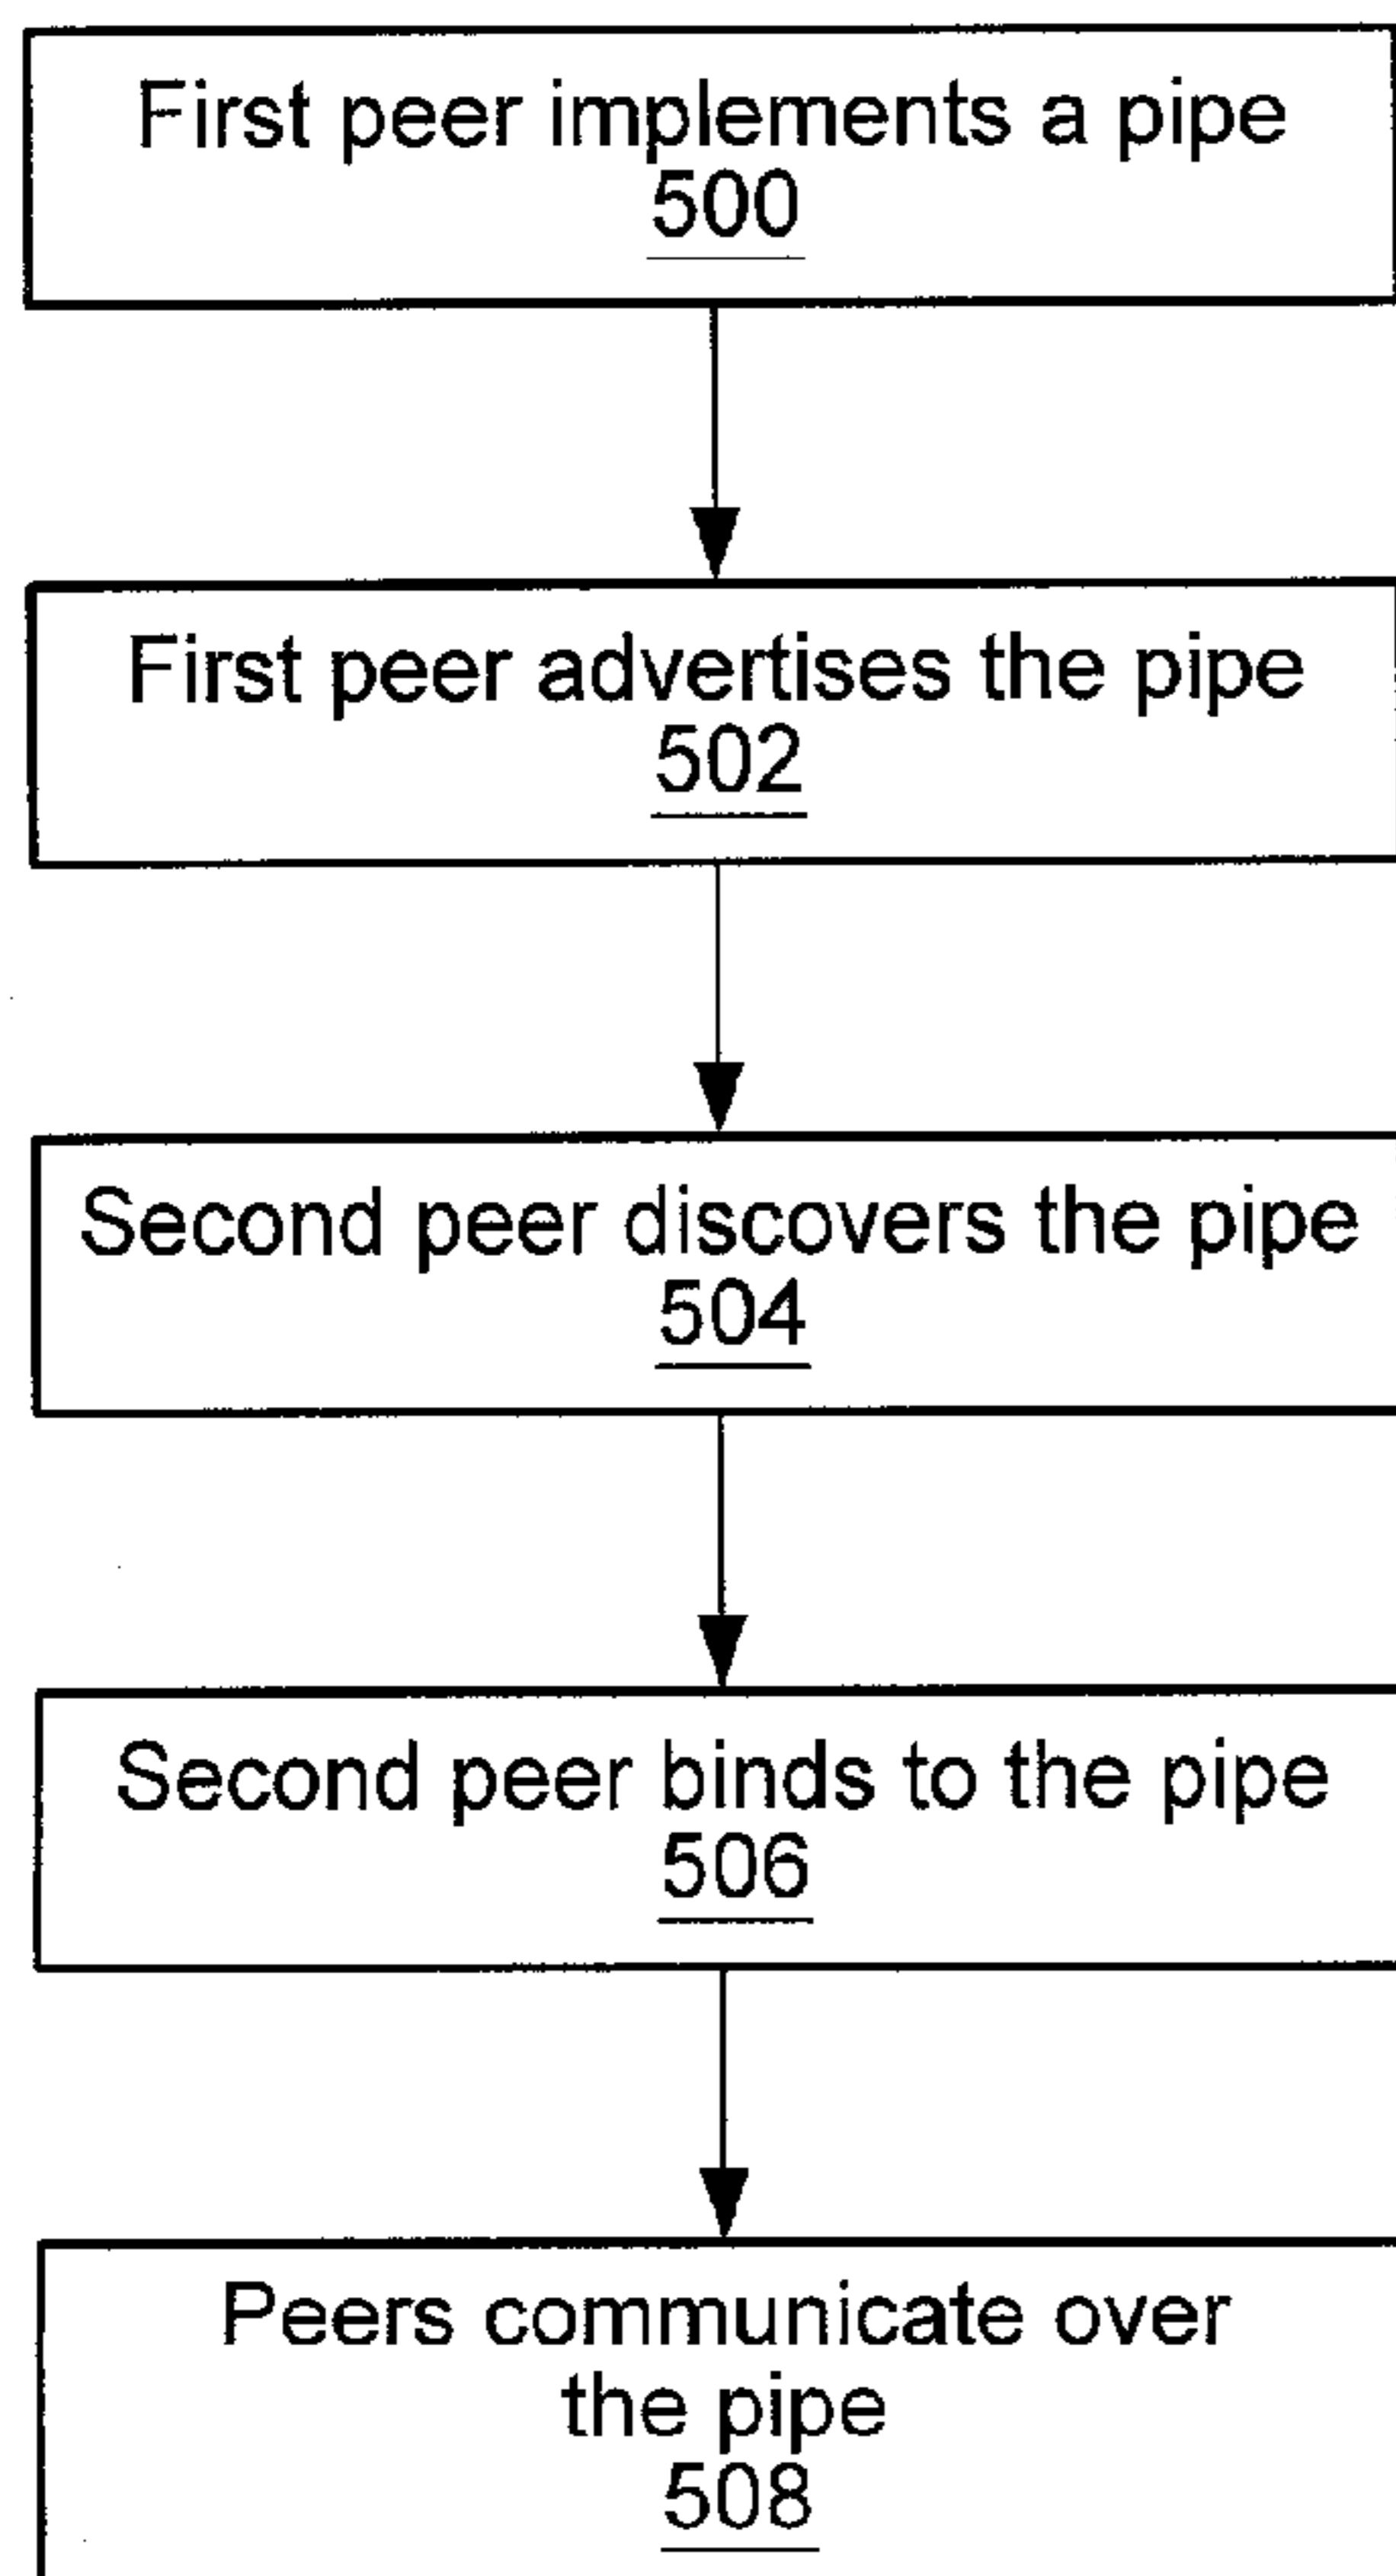 First peer implements a pipe
500
First peer advertises the pipe
502
Second peer discovers the pipe
504
Second peer binds to the pipe
506
Peers communicate over
the pipe
508